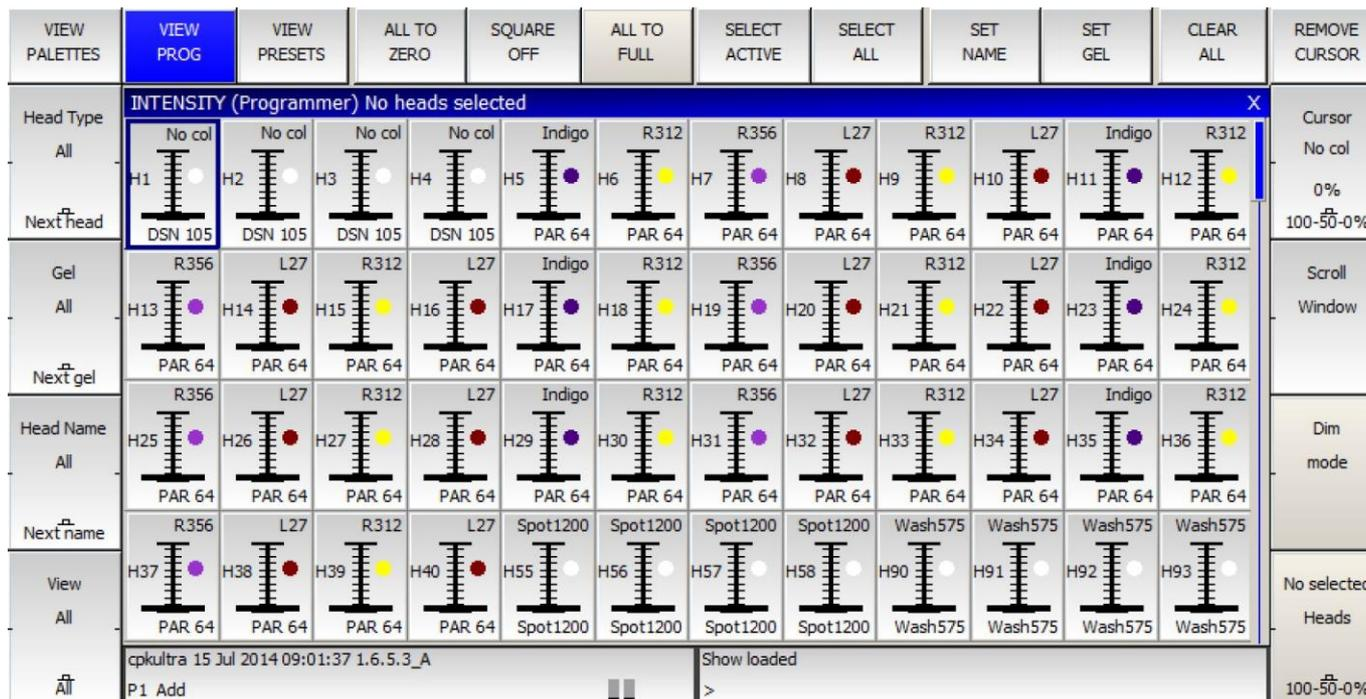 VIEW PALETTES
VIEW PROG
VIEW PRESETS
ALL TO ZERO
SQUARE OFF
ALL TO FULL
SELECT ACTIVE
SELECT ALL
SET NAME
SET GEL
CLEAR ALL
REMOVE CURSOR
Head Type
All
Next head
Gel
All
Next gel
Head Name
All
Next name
View
All
All
INTENSITY (Programmer) No heads selected X
No col No col No col No col Indigo R312 R356 L27 R312 L27 Indigo R312
H1 H2 H3 H4 H5 H6 H7 H8 H9 H10 H11 H12
DSN 105 DSN 105 DSN 105 DSN 105 PAR 64 PAR 64 PAR 64 PAR 64 PAR 64 PAR 64 PAR 64 PAR 64
R356 L27 R312 L27 Indigo R312 R356 L27 R312 L27 Indigo R312
H13 H14 H15 H16 H17 H18 H19 H20 H21 H22 H23 H24
PAR 64 PAR 64 PAR 64 PAR 64 PAR 64 PAR 64 PAR 64 PAR 64 PAR 64 PAR 64 PAR 64 PAR 64
R356 L27 R312 L27 Indigo R312 R356 L27 R312 L27 Indigo R312
H25 H26 H27 H28 H29 H30 H31 H32 H33 H34 H35 H36
PAR 64 PAR 64 PAR 64 PAR 64 PAR 64 PAR 64 PAR 64 PAR 64 PAR 64 PAR 64 PAR 64 PAR 64
R356 L27 R312 L27 Spot1200 Spot1200 Spot1200 Spot1200 Wash575 Wash575 Wash575 Wash575
H37 H38 H39 H40 H55 H56 H57 H58 H90 H91 H92 H93
PAR 64 PAR 64 PAR 64 PAR 64 Spot1200 Spot1200 Spot1200 Spot1200 Wash575 Wash575 Wash575 Wash575
cpkultra 15 Jul 2014 09:01:37 1.6.5.3_A
P1 Add
Show loaded
>
Cursor
No col
0%
100-50-0%
Scroll
Window
Dim
mode
No selected
Heads
100-50-0%